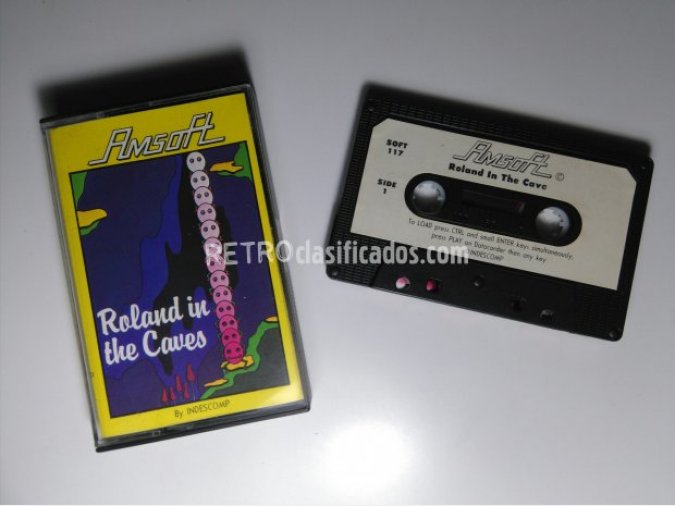 Amsoft
Roland in
the Caves
By INDESCOMP
SOFT
117
Amsoft
©
Roland In The Cave
SIDE
1
To LOAD press CTRL and small ENTER keys simultaneously,
press PLAY on Datacorder then any key
INDESCOMP
RETROclasificados.com